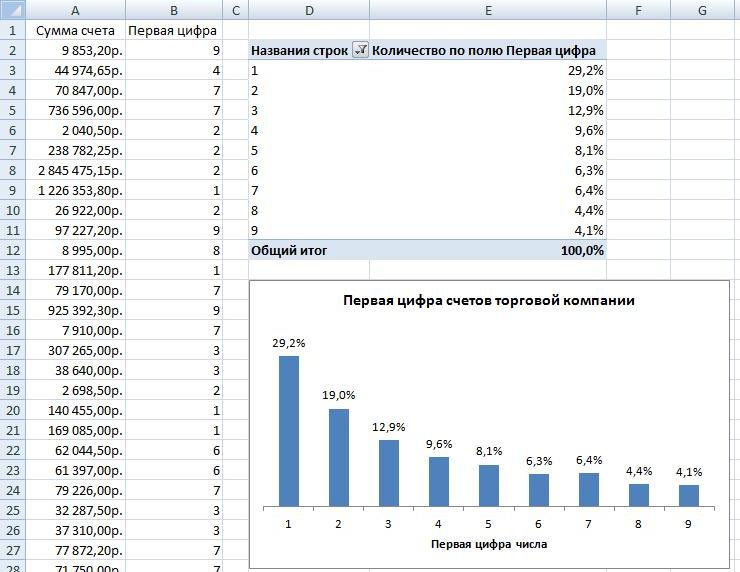 A B C D E F G
1 Сумма счета Первая цифра
2 9 853,20р. 9 Названия строк Количество по полю Первая цифра
3 44 974,65р. 4 1 29,2%
4 70 847,00р. 7 2 19,0%
5 736 596,00р. 7 3 12,9%
6 2 040,50р. 2 4 9,6%
7 238 782,25р. 2 5 8,1%
8 2 845 475,15р. 2 6 6,3%
9 1 226 353,80р. 1 7 6,4%
10 26 922,00р. 2 8 4,4%
11 97 227,20р. 9 9 4,1%
12 8 995,00р. 8 Общий итог 100,0%
13 177 811,20р. 1
14 79 170,00р. 7
15 925 392,30р. 9
16 7 910,00р. 7
17 307 265,00р. 3
18 38 640,00р. 3
19 2 698,50р. 2
20 140 455,00р. 1
21 169 085,00р. 1
22 62 044,50р. 6
23 61 397,00р. 6
24 79 226,00р. 7
25 32 287,50р. 3
26 37 310,00р. 3
27 77 872,20р. 7
28 71 750,00р. 7
Первая цифра счетов торговой компании
29,2%
19,0%
12,9%
9,6%
8,1%
6,3%
6,4%
4,4%
4,1%
1 2 3 4 5 6 7 8 9
Первая цифра числа